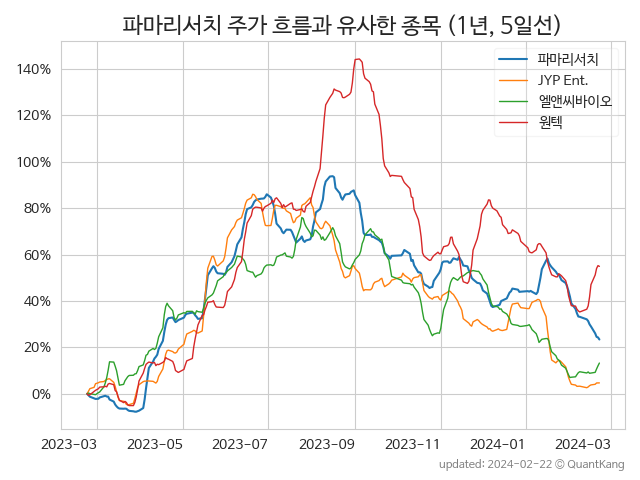 파마리서치 주가 흐름과 유사한 종목 (1년, 5일선)
파마리서치
JYP Ent.
엘앤씨바이오
원텍
140%
120%
100%
80%
60%
40%
20%
0%
2023-03
2023-05
2023-07
2023-09
2023-11
2024-01
2024-03
updated: 2024-02-22 © QuantKang